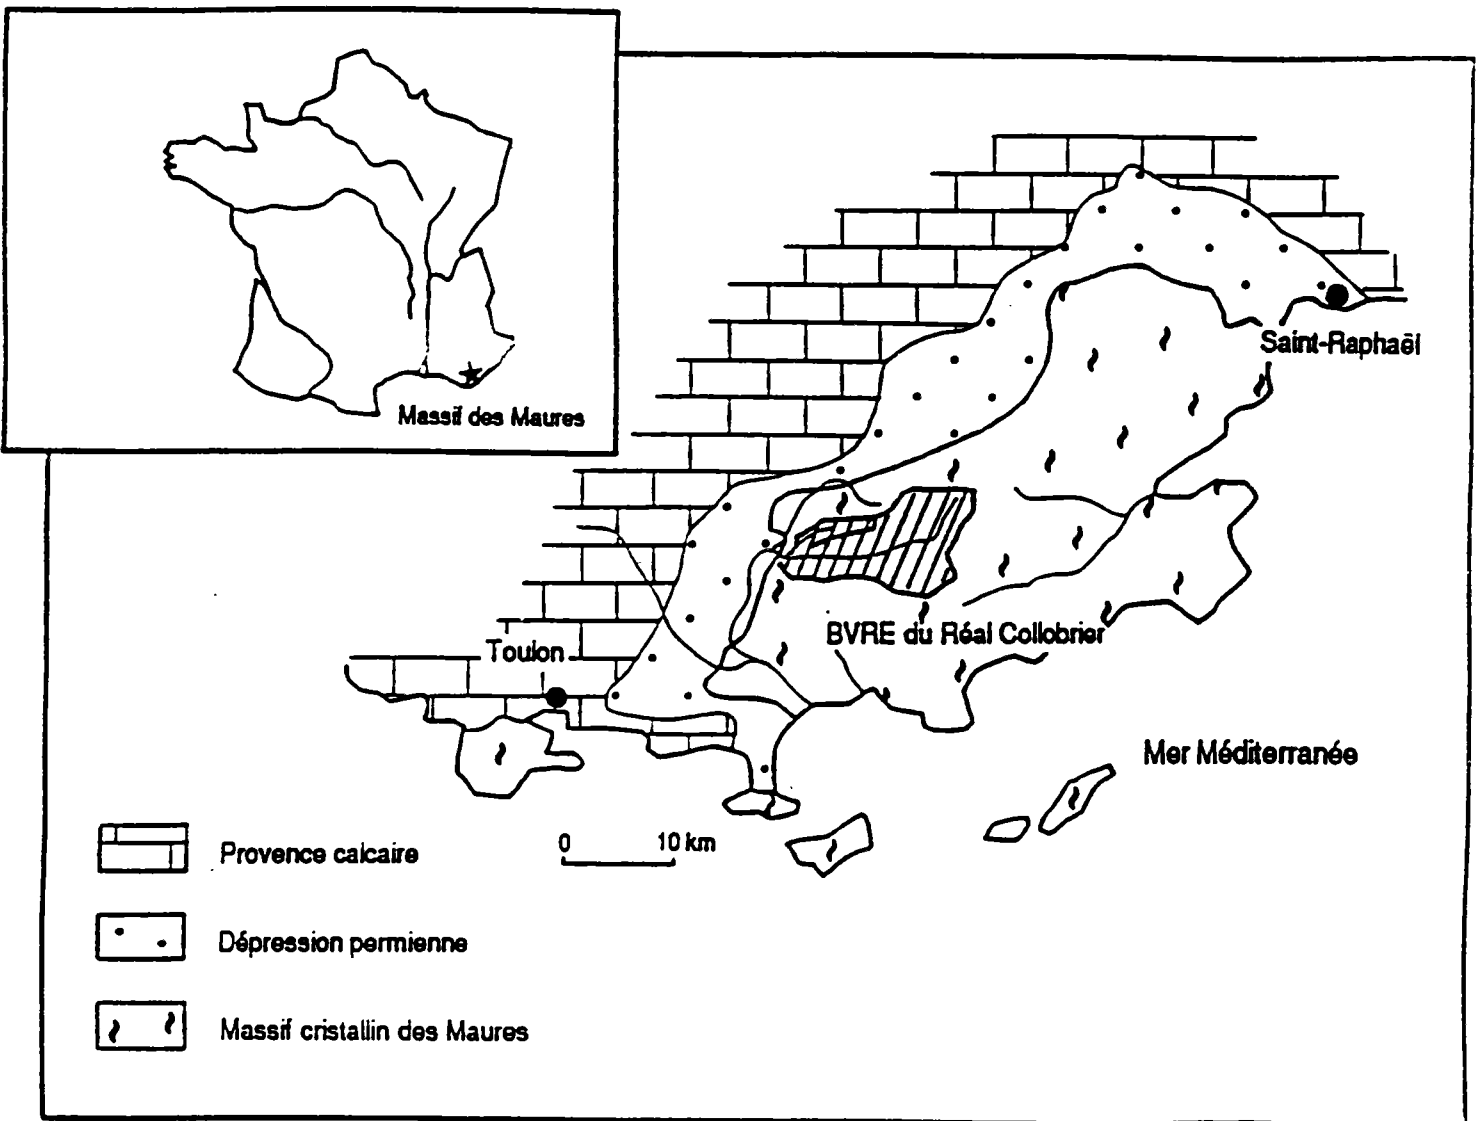 Massif des Maures
Saint-Raphaël
BVRE du Réal Collobrier
Toulon
Mer Méditerranée
0 10 km
Provence calcaire
Dépression permienne
Massif cristallin des Maures